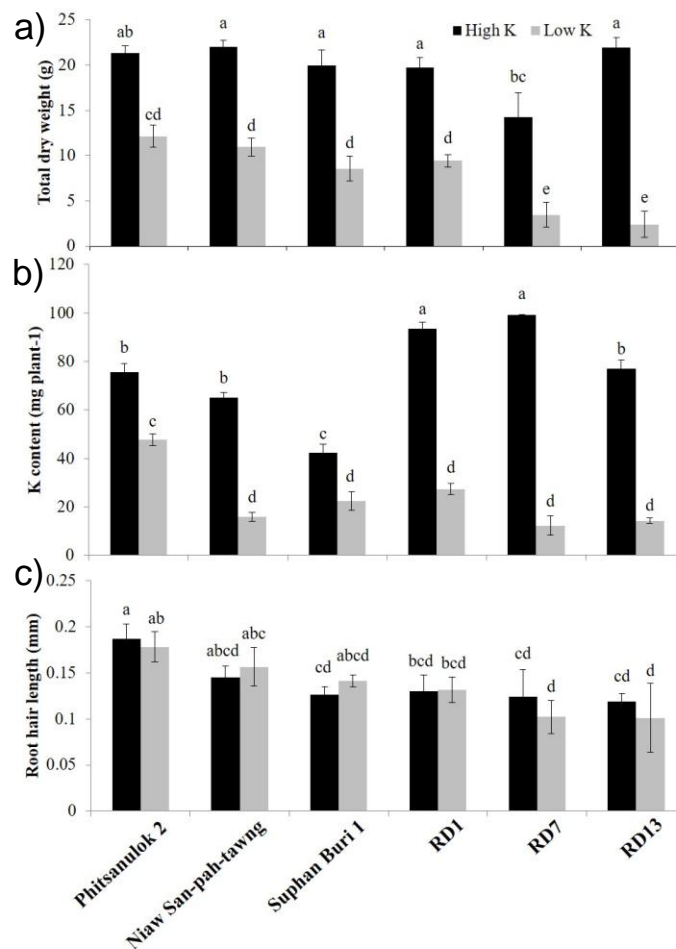 a)
High K Low K
Total dry weight (g)
25
20
15
10
5
0
ab a a a bc a
cd d d d e e
b)
K content (mg plant-1)
120
100
80
60
40
20
0
b b c a a b
c d d d d d
c)
Root hair length (mm)
0.25
0.2
0.15
0.1
0.05
0
a ab abcd abc cd abcd bcd bcd cd d cd d
Phitsanulok 2
Niaw San-pah-tawng
Suphan Buri 1
RD1
RD7
RD13